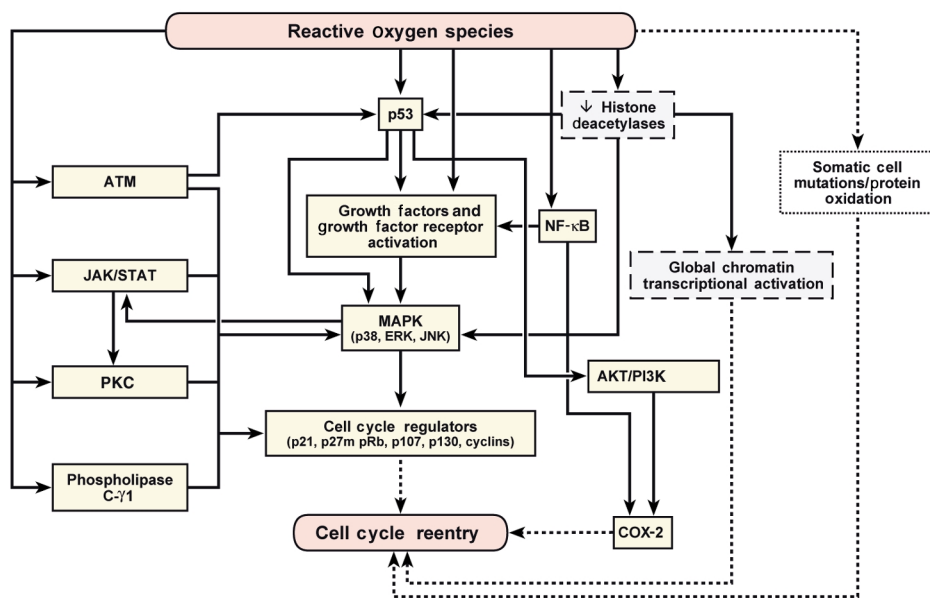 Reactive Oxygen species
p53
↓ Histone
deacetylases
ATM
Somatic cell
mutations/protein
oxidation
Growth factors and
growth factor receptor
activation
NF-κB
JAK/STAT
Global chromatin
transcriptional activation
MAPK
(p38, ERK, JNK)
PKC
AKT/PI3K
Cell cycle regulators
(p21, p27m pRb, p107, p130, cyclins)
Phospholipase
C-γ1
Cell cycle reentry
COX-2